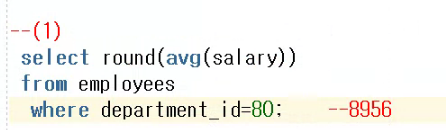 --(1)
select round(avg(salary))
from employees
where department_id=80;    --8956